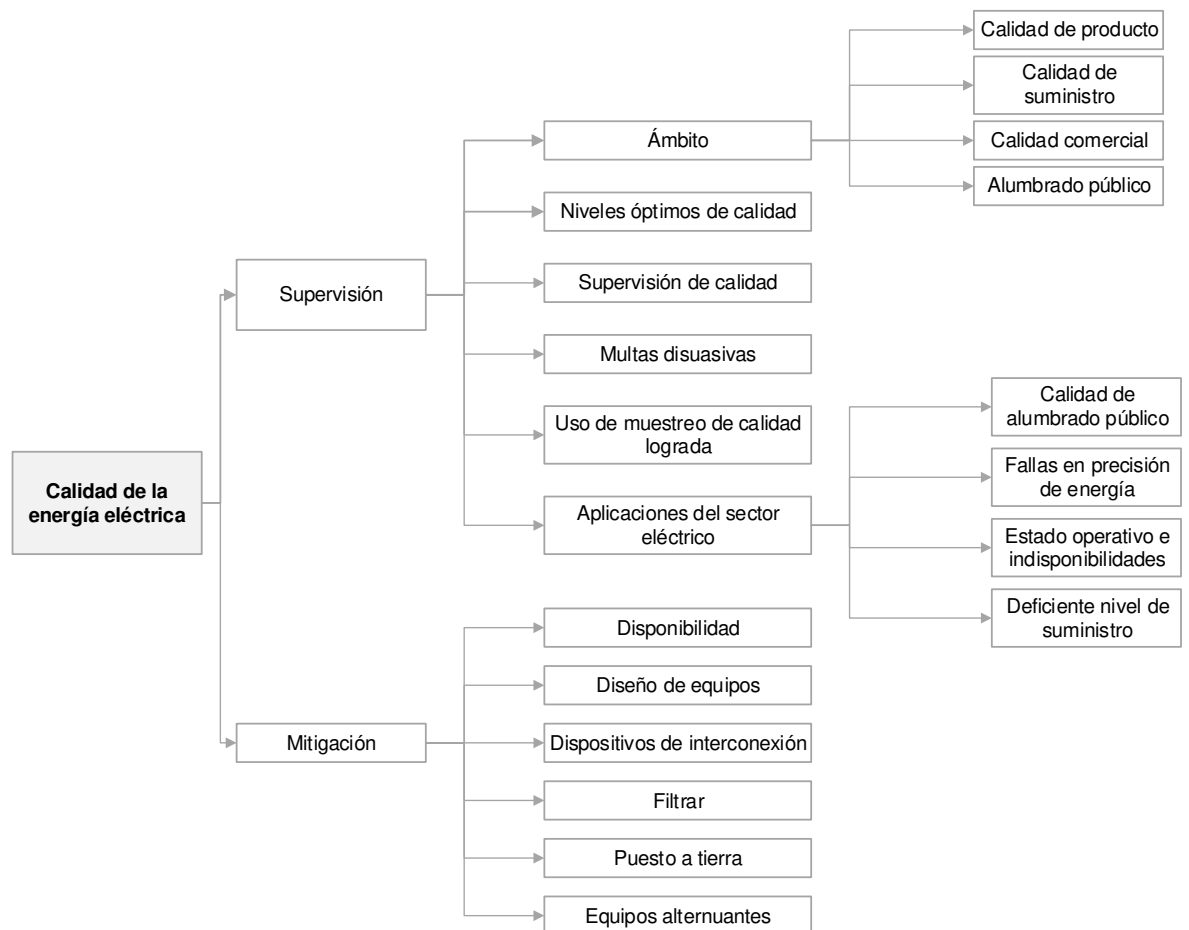 Calidad de la
energía eléctrica
Supervisión
Ámbito
Calidad de producto
Calidad de
suministro
Calidad comercial
Alumbrado público
Niveles óptimos de calidad
Supervisión de calidad
Multas disuasivas
Uso de muestreo de calidad
lograda
Aplicaciones del sector
eléctrico
Calidad de
alumbrado público
Fallas en precisión
de energía
Estado operativo e
indisponibilidades
Deficiente nivel de
suministro
Mitigación
Disponibilidad
Diseño de equipos
Dispositivos de interconexión
Filtrar
Puesto a tierra
Equipos alternuantes